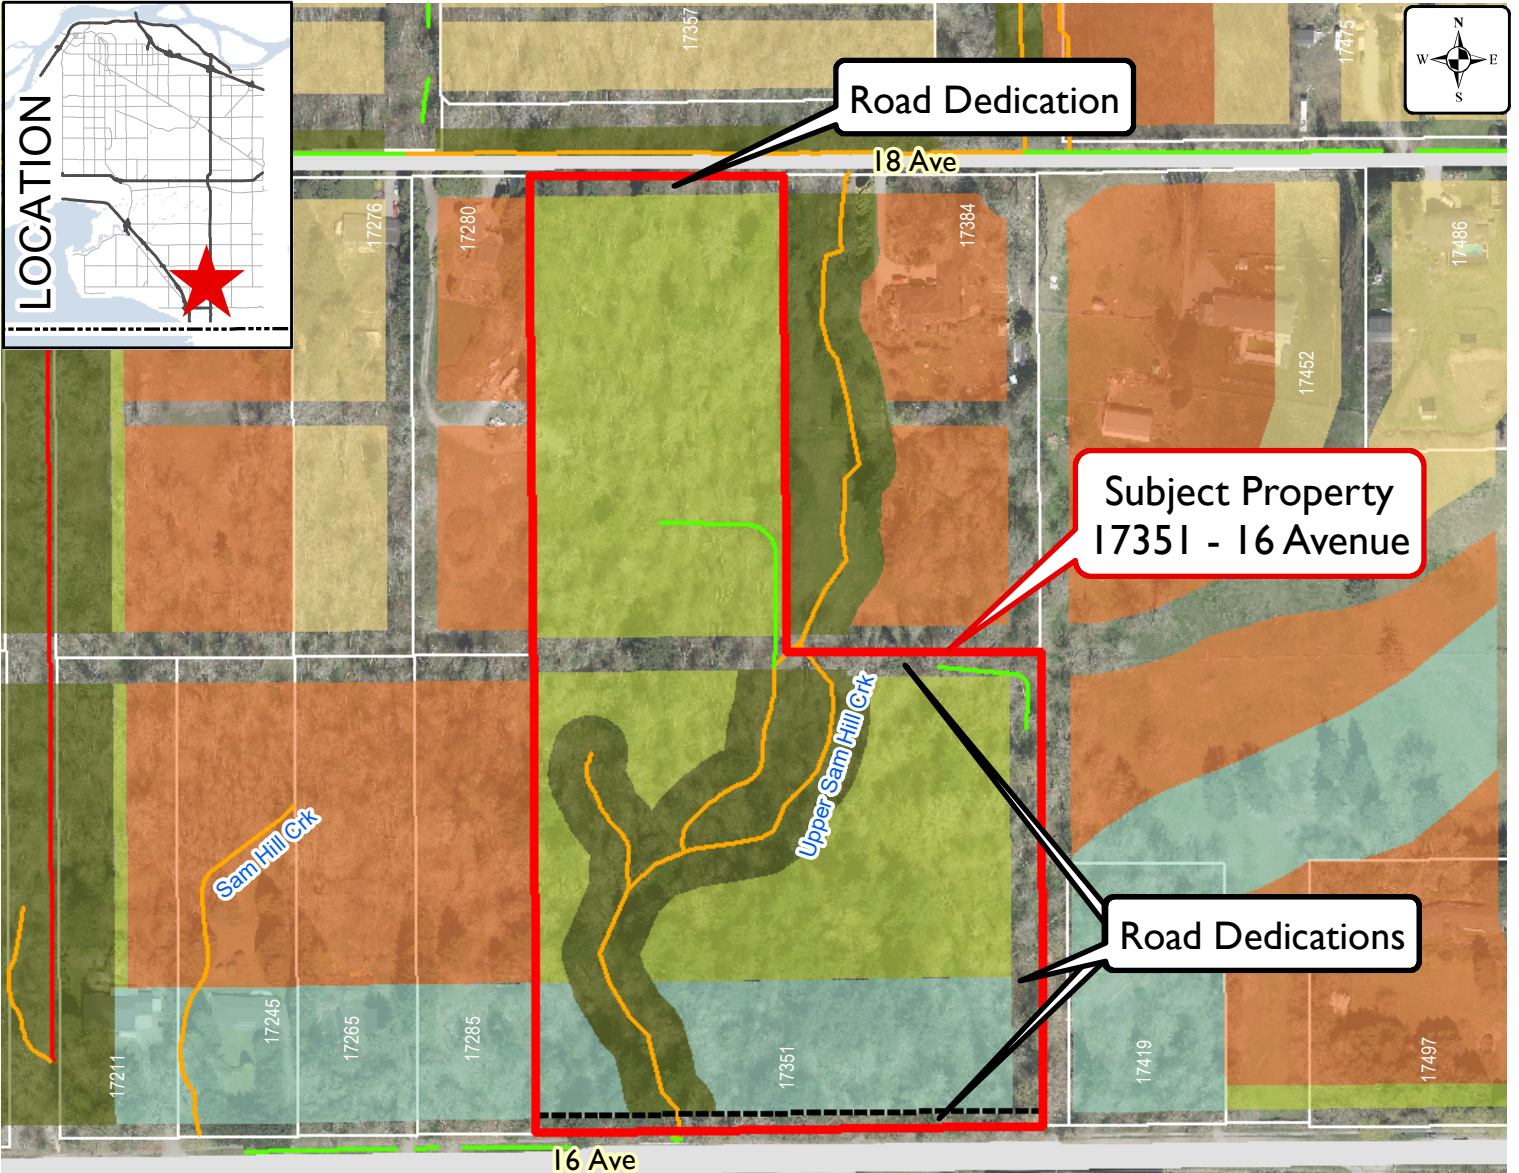 LOCATION
17357
17475
N
W E
S
Road Dedication
18 Ave
17276
17280
17384
17486
17452
Subject Property
17351 - 16 Avenue
Upper Sam Hill Crk
Sam Hill Crk
Road Dedications
17211
17245
17265
17285
17351
17419
17497
16 Ave